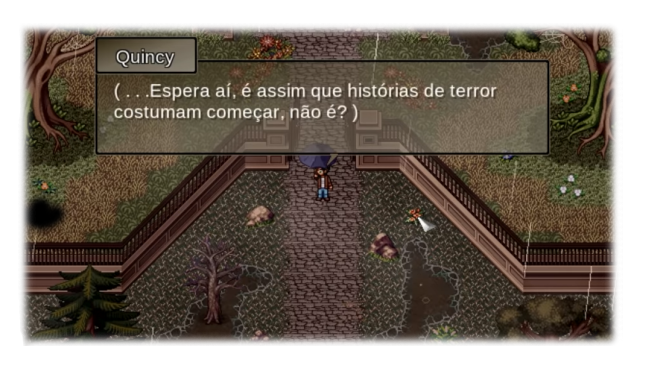 Quincy
( . . .Espera aí, é assim que histórias de terror
costumam começar, não é? )